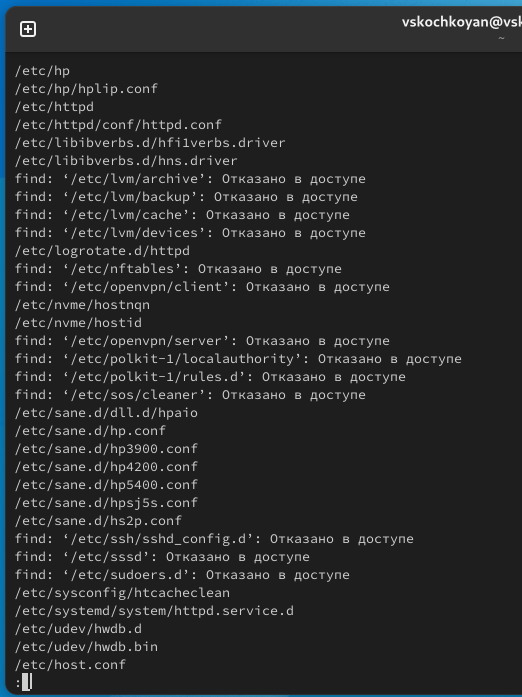 vskochkoyan@vsk
~
/etc/hp
/etc/hp/hplip.conf
/etc/httpd
/etc/httpd/conf/httpd.conf
/etc/libibverbs.d/hfi1verbs.driver
/etc/libibverbs.d/hns.driver
find: ‘/etc/lvm/archive’: Отказано в доступе
find: ‘/etc/lvm/backup’: Отказано в доступе
find: ‘/etc/lvm/cache’: Отказано в доступе
find: ‘/etc/lvm/devices’: Отказано в доступе
/etc/logrotate.d/httpd
find: ‘/etc/nftables’: Отказано в доступе
find: ‘/etc/openvpn/client’: Отказано в доступе
/etc/nvme/hostnqn
/etc/nvme/hostid
find: ‘/etc/openvpn/server’: Отказано в доступе
find: ‘/etc/polkit-1/localauthority’: Отказано в доступе
find: ‘/etc/polkit-1/rules.d’: Отказано в доступе
find: ‘/etc/sos/cleaner’: Отказано в доступе
/etc/sane.d/dll.d/hpaio
/etc/sane.d/hp.conf
/etc/sane.d/hp3900.conf
/etc/sane.d/hp4200.conf
/etc/sane.d/hp5400.conf
/etc/sane.d/hpsj5s.conf
/etc/sane.d/hs2p.conf
find: ‘/etc/ssh/sshd_config.d’: Отказано в доступе
find: ‘/etc/sssd’: Отказано в доступе
find: ‘/etc/sudoers.d’: Отказано в доступе
/etc/sysconfig/htcacheclean
/etc/systemd/system/httpd.service.d
/etc/udev/hwdb.d
/etc/udev/hwdb.bin
/etc/host.conf
: